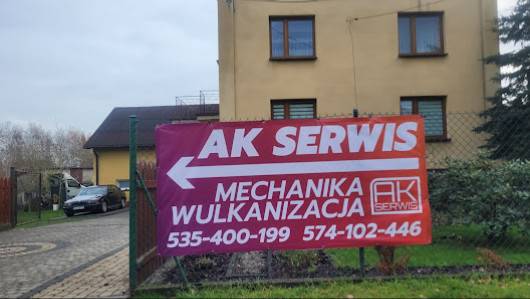 AK SERWIS
MECHANIKA
WULKANIZACJA
AK
SERWIS
535-400-199 574-102-446